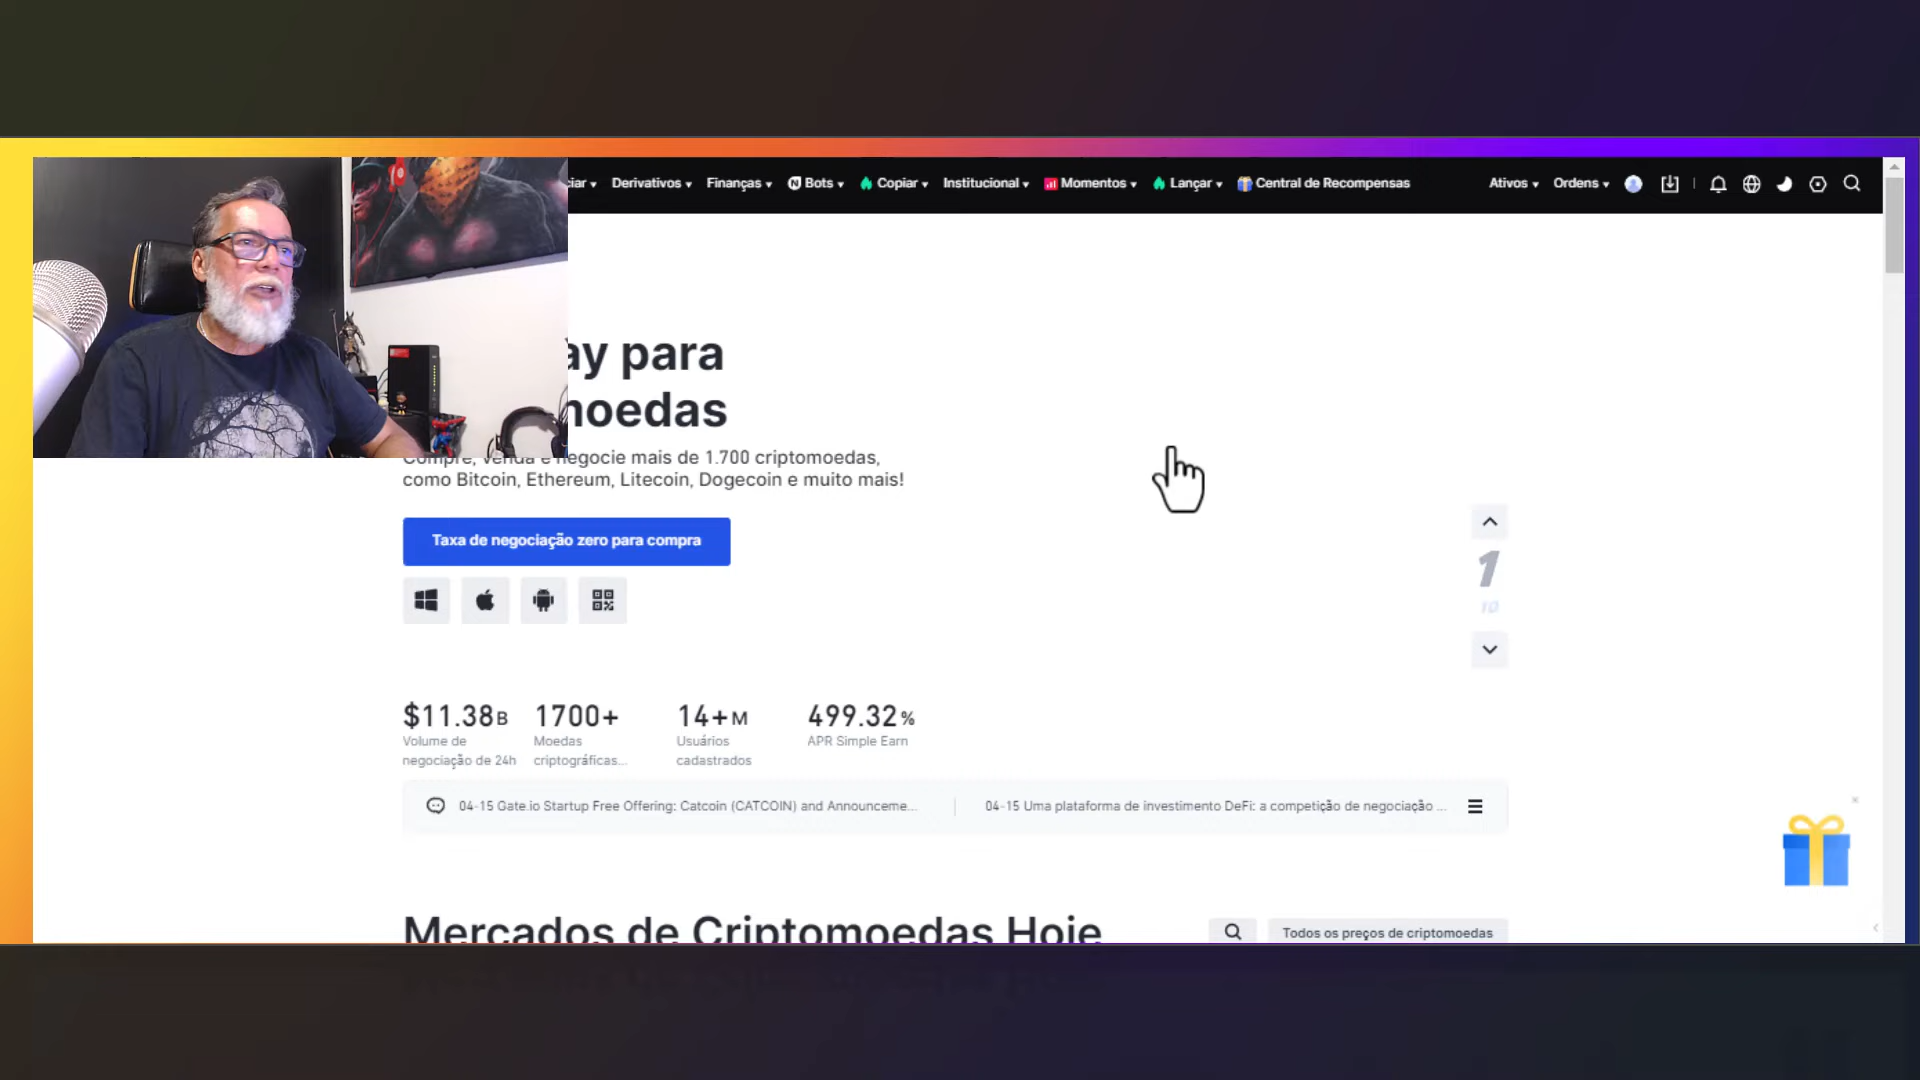 Derivativos
Finanças
Bots
Copiar
Institucional
Momentos
Lançar
Central de Recompensas
Ativos
Ordens
para
Compre, venda e negocie mais de 1.700 criptomoedas,
como Bitcoin, Ethereum, Litecoin, Dogecoin e muito mais!
Taxa de negociação zero para compra
1
10
$11.38B
1700+
14+M
499.32%
Volume de
negociação de 24h
Moedas
criptográficas...
Usuários
cadastrados
APR Simple Earn
04-15 Gate.io Startup Free Offering: Catcoin (CATCOIN) and Announceme...
04-15 Uma plataforma de investimento DeFi: a competição de negociação ...
Mercados de Criptomoedas Hoje
Todos os preços de criptomoedas